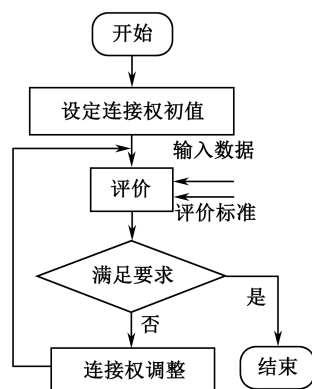 开始
设定连接权初值
输入数据
评价
评价标准
满足要求
是
否
连接权调整
结束